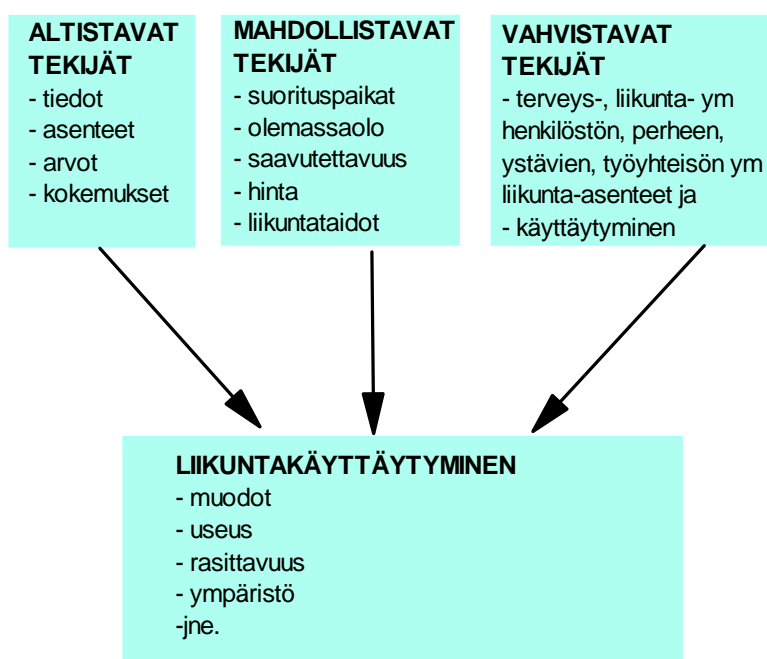 ALTISTAVAT
TEKIJÄT
- tiedot
- asenteet
- arvot
- kokemukset
MAHDOLLISTAVAT
TEKIJÄT
- suorituspaikat
- olemassaolo
- saavutettavuus
- hinta
- liikuntataidot
VAHVISTAVAT
TEKIJÄT
- terveys-, liikunta- ym
henkilöstön, perheen,
ystävien, työyhteisön ym
liikunta-asenteet ja
- käyttäytyminen
LIIKUNTAKÄYTTÄYTYMINEN
- muodot
- useus
- rasittavuus
- ympäristö
-jne.